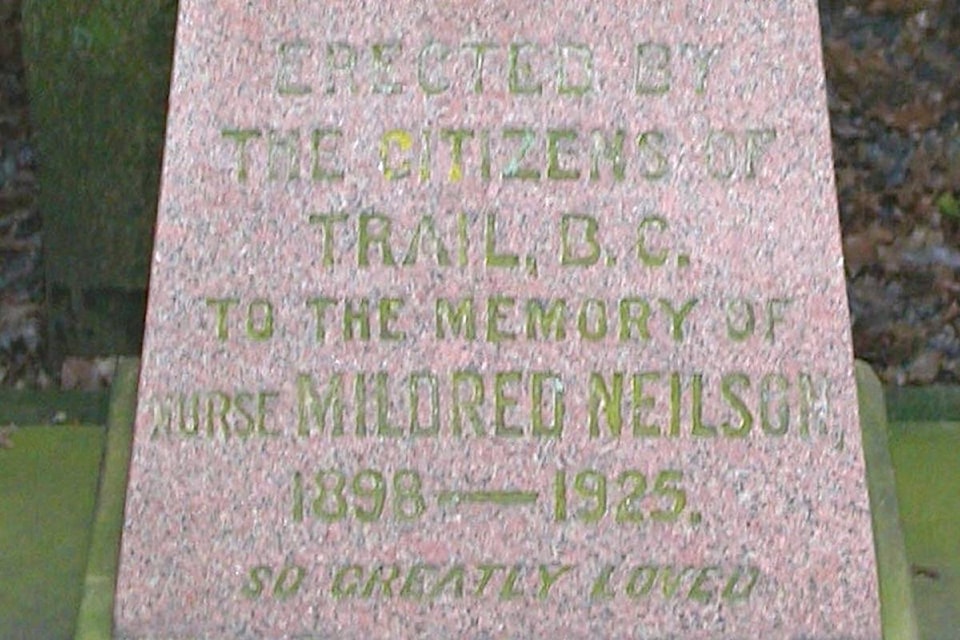 ERECTED BY
THE CITIZENS OF
TRAIL, B. C.
TO THE MEMORY OF
NURSE MILDRED NEILSON,
1898—1925.
SO GREATLY LOVED